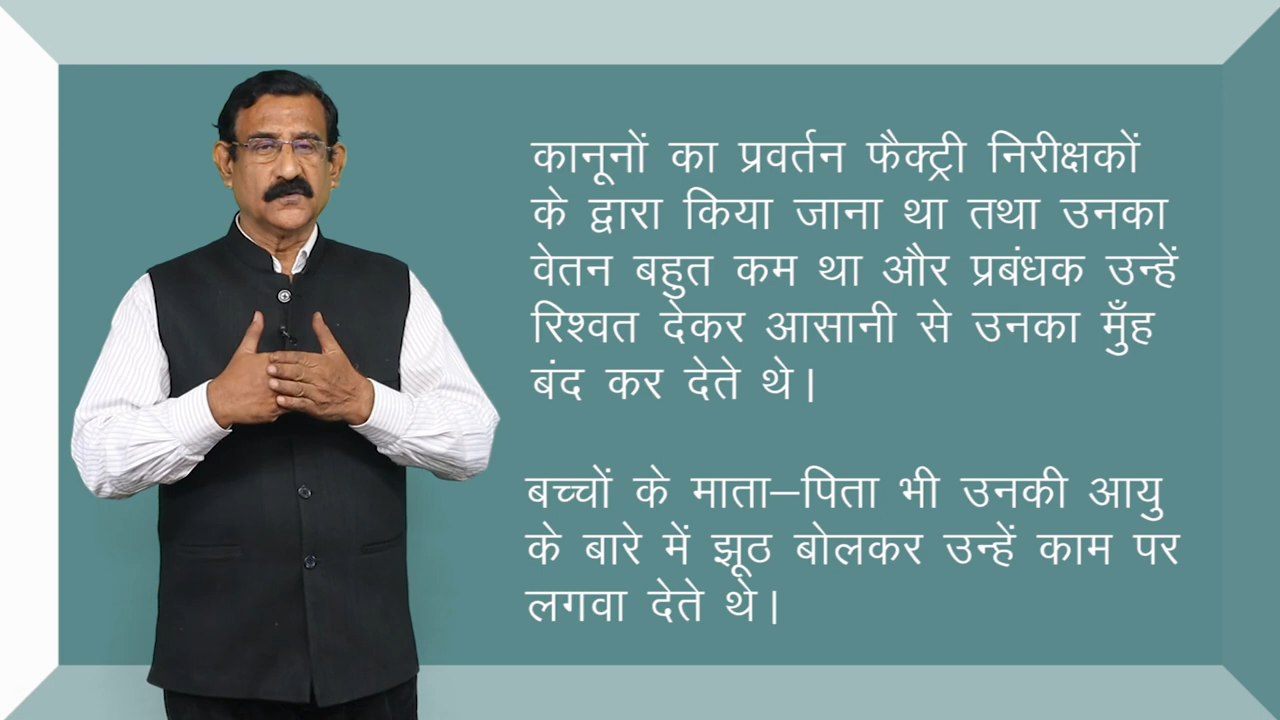 कानूनों का प्रवर्तन फैक्ट्री निरीक्षकों
के द्वारा किया जाना था तथा उनका
वेतन बहुत कम था और प्रबंधक उन्हें
रिश्वत देकर आसानी से उनका मुँह
बंद कर देते थे।
बच्चों के माता–पिता भी उनकी आयु
के बारे में झूठ बोलकर उन्हें काम पर
लगवा देते थे।